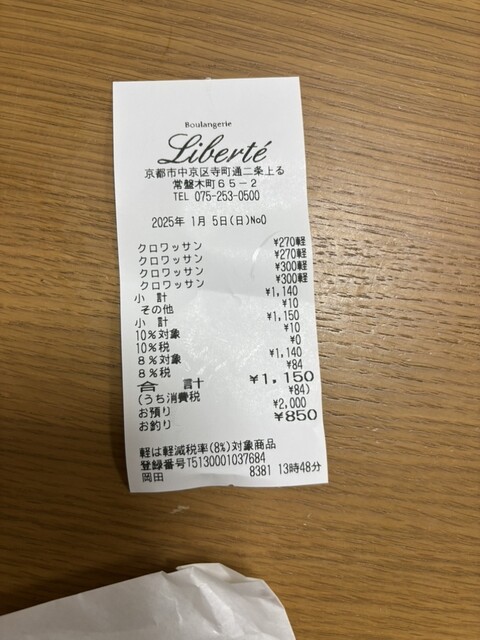 Boulangerie
Liberté
京都市中京区寺町通二条上る
常盤木町65-2
TEL 075-253-0500
2025年 1月 5日(日)No0
クロワッサン ¥270軽
クロワッサン ¥270軽
クロワッサン ¥300軽
クロワッサン ¥300軽
小 計 ¥1,140
その他 ¥10
小 計 ¥1,150
10%対象 ¥10
10%税 ¥0
8%対象 ¥1,140
8%税 ¥84
合 計 ¥1,150
(うち消費税 ¥84)
お預り ¥2,000
お釣り ¥850
軽は軽減税率(8%)対象商品
登録番号T5130001037684
岡田 8381 13時48分